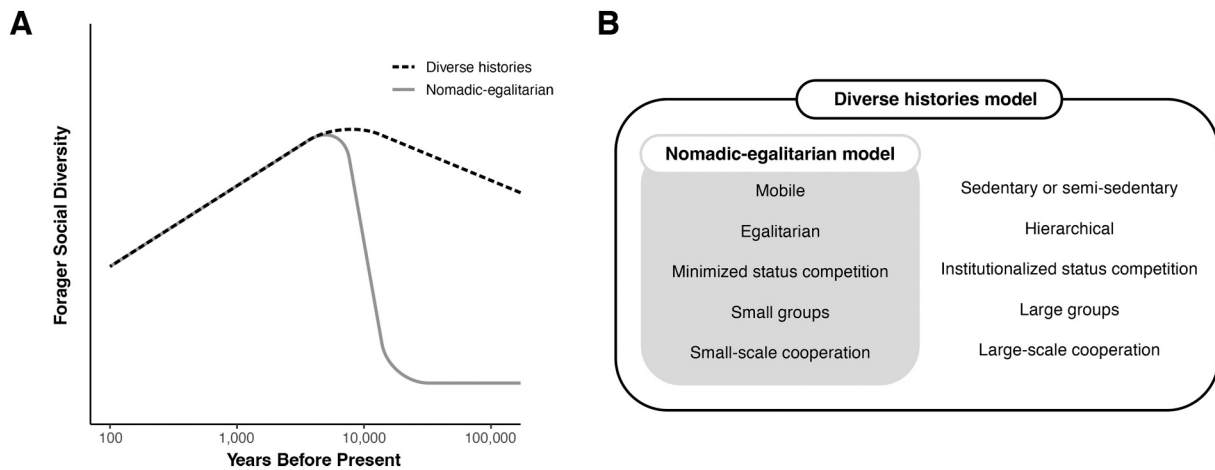 A
Forager Social Diversity
Diverse histories
Nomadic-egalitarian
100
1,000
10,000
100,000
Years Before Present
B
Diverse histories model
Nomadic-egalitarian model
Mobile
Egalitarian
Minimized status competition
Small groups
Small-scale cooperation
Sedentary or semi-sedentary
Hierarchical
Institutionalized status competition
Large groups
Large-scale cooperation